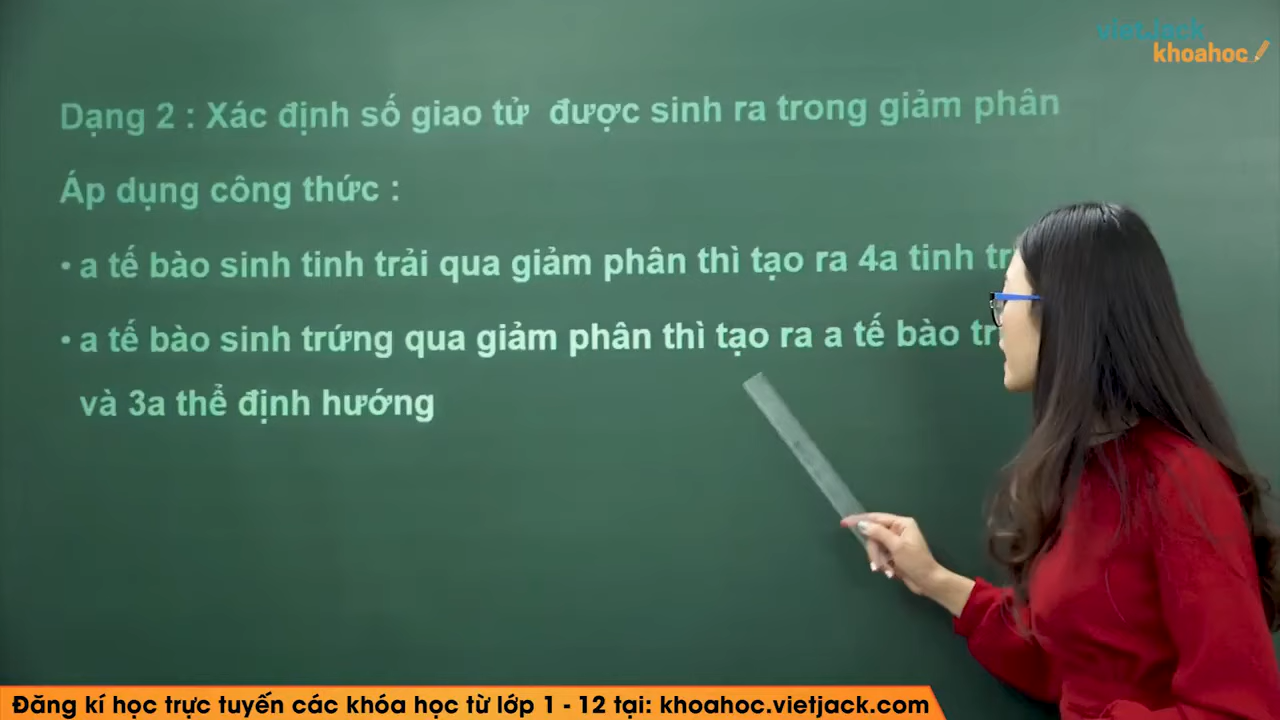 vietJack
khoahoc
Dạng 2 : Xác định số giao tử được sinh ra trong giảm phân
Áp dụng công thức :
• a tế bào sinh tinh trải qua giảm phân thì tạo ra 4a tinh
• a tế bào sinh trứng qua giảm phân thì tạo ra a tế bào
và 3a thể định hướng
Đăng kí học trực tuyến các khóa học từ lớp 1 - 12 tại: khoahoc.vietjack.com